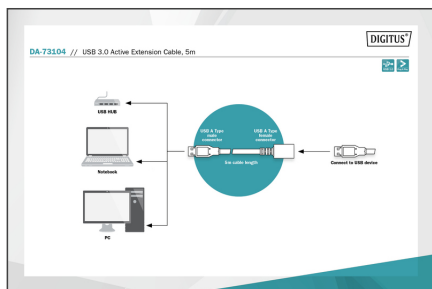 DIGITUS
DA-73104 // USB 3.0 Active Extension Cable, 5m
USB HUB
USB A Type
male
connector
USB A Type
female
connector
5m cable length
Notebook
Connect to USB device
PC